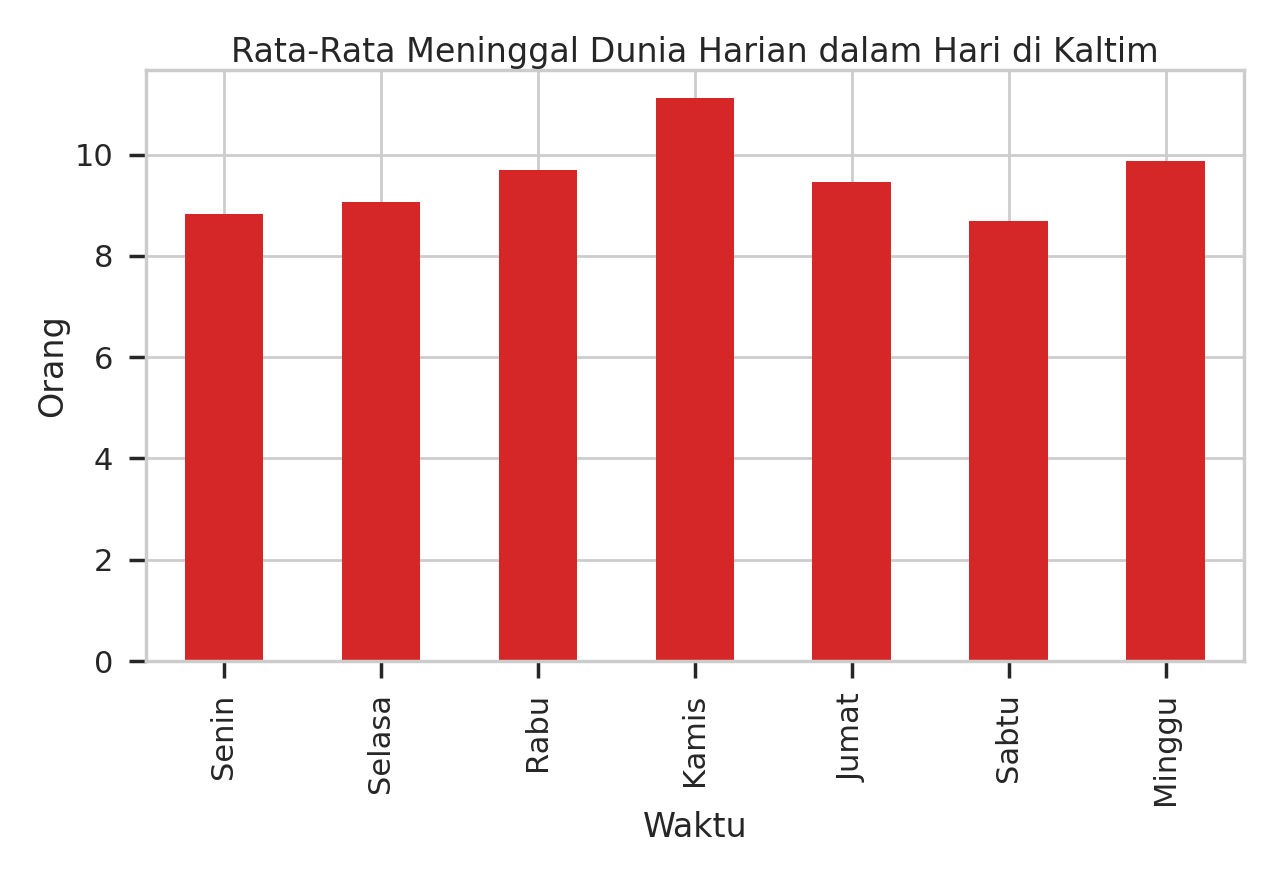 Rata-Rata Meninggal Dunia Harian dalam Hari di Kaltim
Orang
10
8
6
4
2
0
Senin
Selasa
Rabu
Kamis
Jumat
Sabtu
Minggu
Waktu